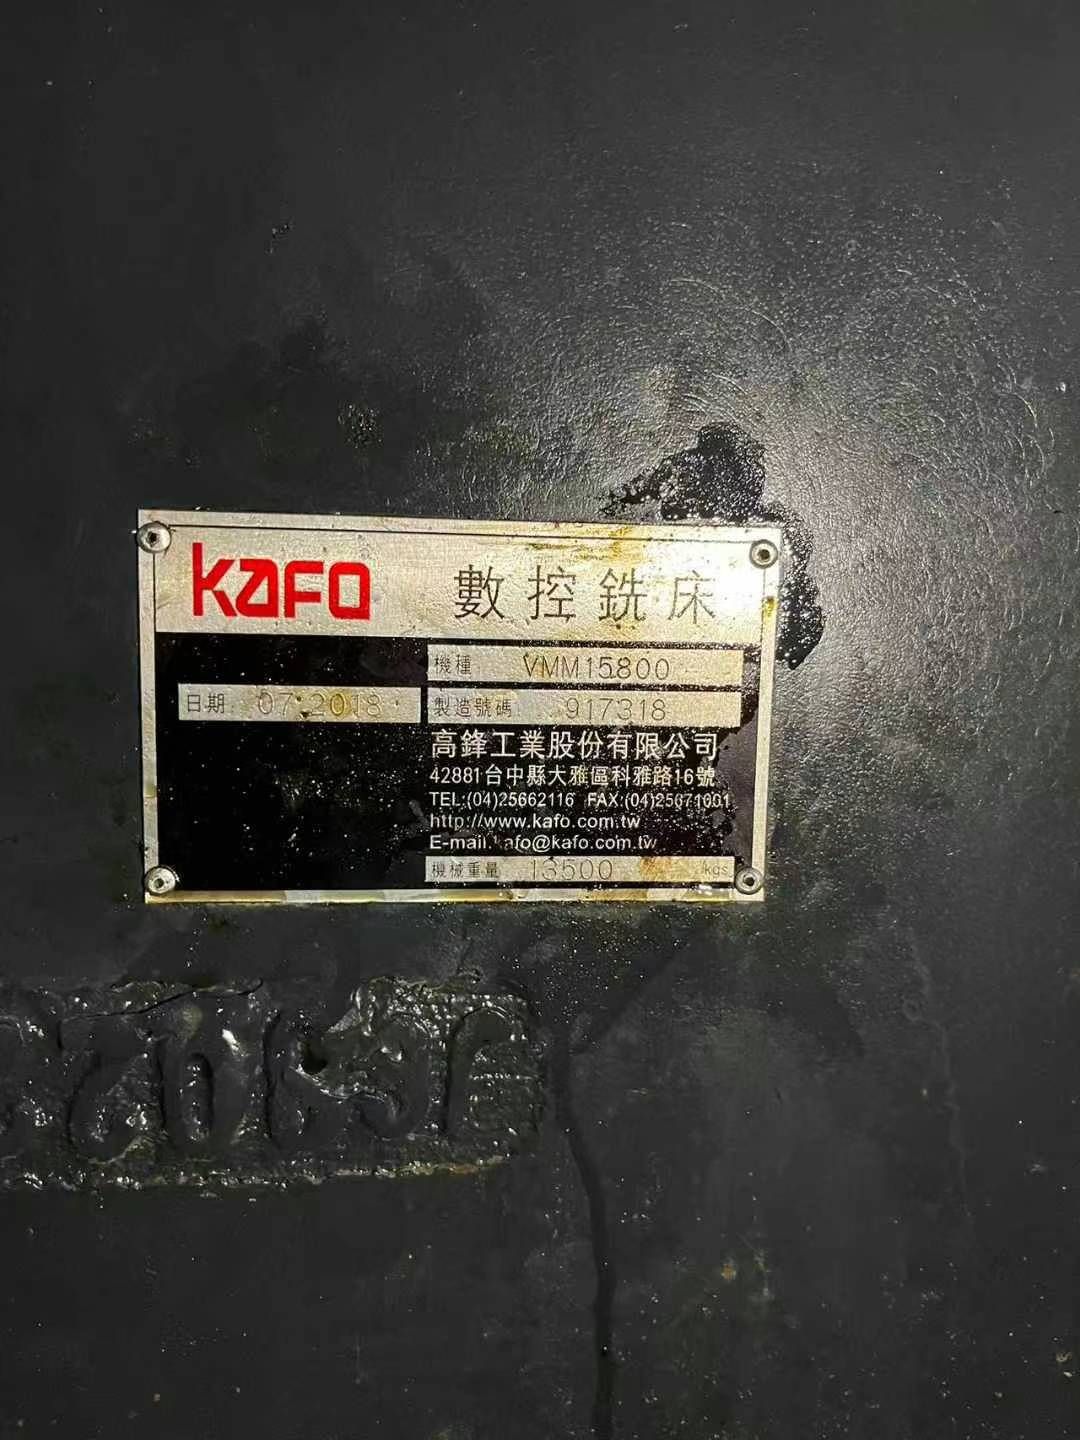 KAFO 數控銑床
機種 VMM15800
日期 07.2018 製造號碼 917318
高鋒工業股份有限公司
42881台中縣大雅區科雅路16號
TEL:(04)25662116 FAX:(04)25671001
http://www.kafo.com.tw
E-mail:kafo@kafo.com.tw
機械重量 13500 kgs